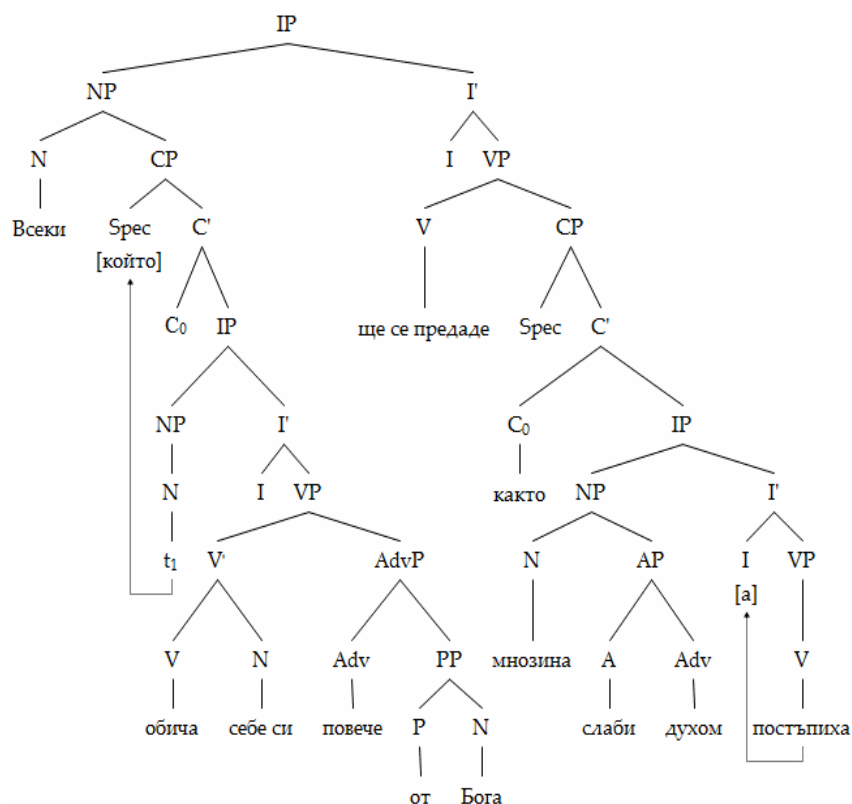 IP
NP I'
N CP I VP
Всеки Spec C' V CP
[който]
C₀ IP ще се предаде Spec C'
NP I' C₀ IP
N I VP както NP I'
t₁ V' AdvP N AP I VP
[а]
V N Adv PP мнозина A Adv V
обича себе си повече P N слаби духом постъпиха
от Бога